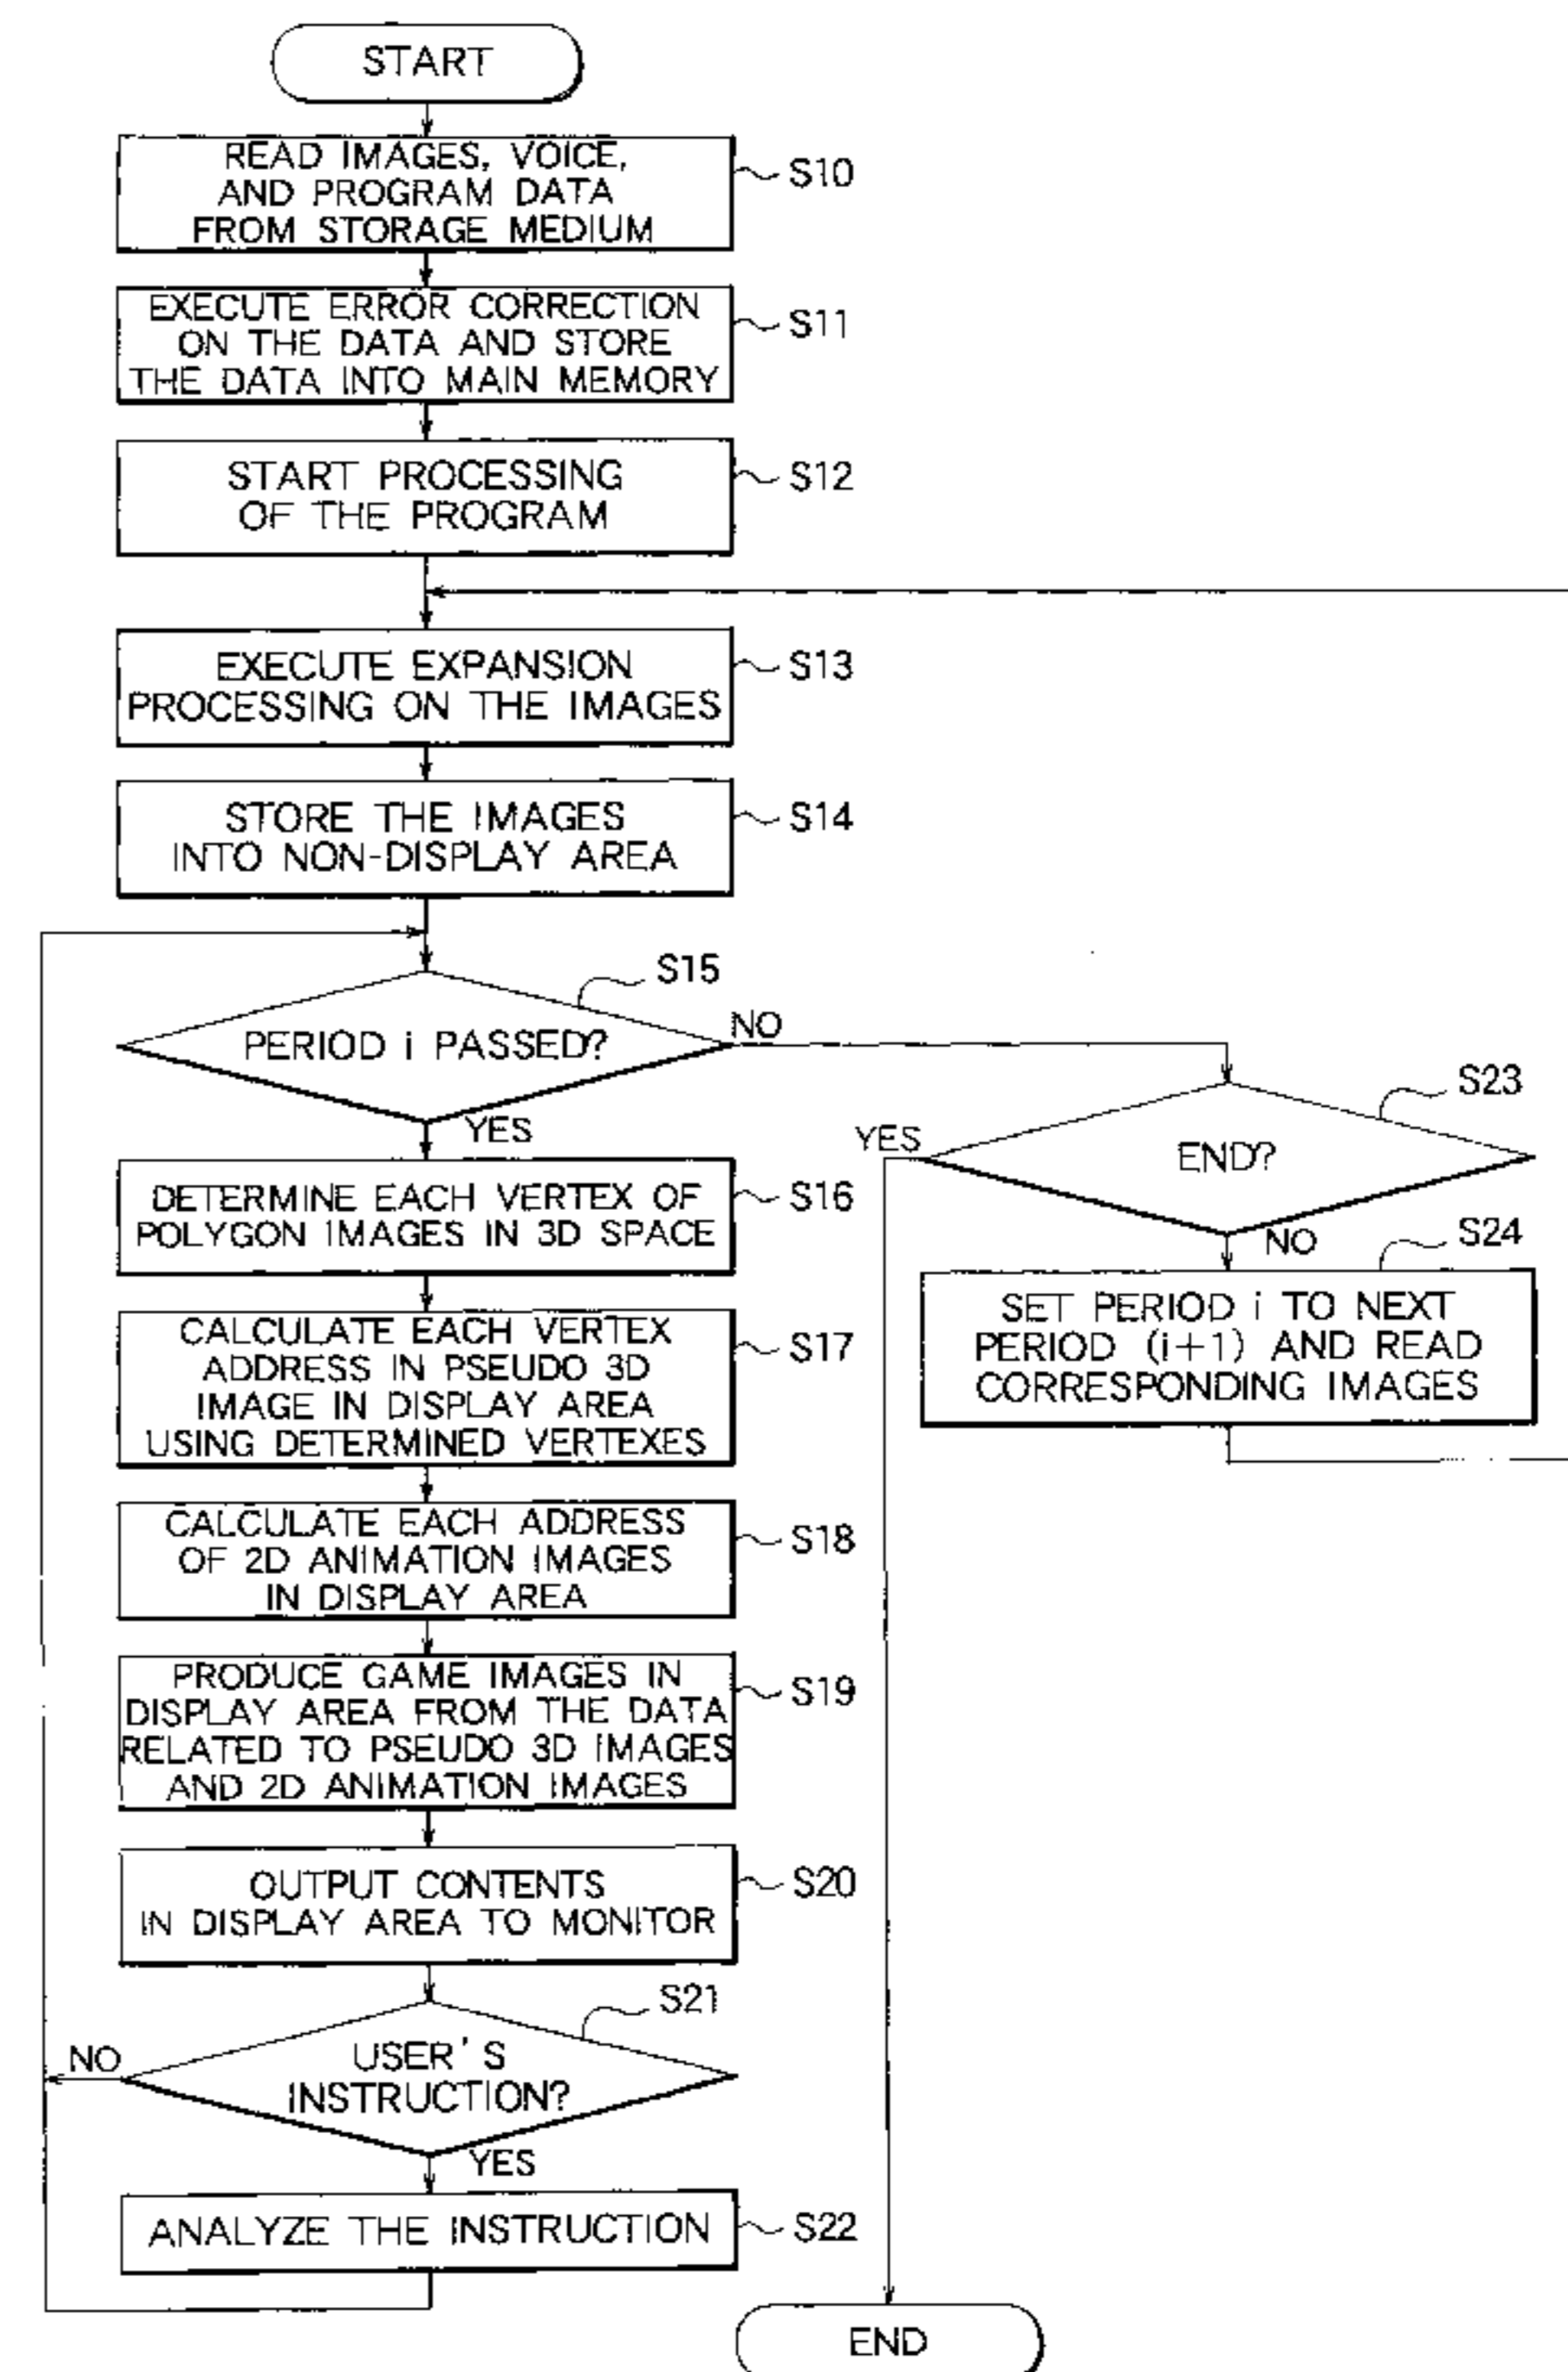 START
READ IMAGES, VOICE,
AND PROGRAM DATA
FROM STORAGE MEDIUM
S10
EXECUTE ERROR CORRECTION
ON THE DATA AND STORE
THE DATA INTO MAIN MEMORY
S11
START PROCESSING
OF THE PROGRAM
S12
EXECUTE EXPANSION
PROCESSING ON THE IMAGES
S13
STORE THE IMAGES
INTO NON-DISPLAY AREA
S14
S15
PERIOD i PASSED?
NO
YES
DETERMINE EACH VERTEX OF
POLYGON IMAGES IN 3D SPACE
S16
CALCULATE EACH VERTEX
ADDRESS IN PSEUDO 3D
IMAGE IN DISPLAY AREA
USING DETERMINED VERTEXES
S17
CALCULATE EACH ADDRESS
OF 2D ANIMATION IMAGES
IN DISPLAY AREA
S18
PRODUCE GAME IMAGES IN
DISPLAY AREA FROM THE DATA
RELATED TO PSEUDO 3D IMAGES
AND 2D ANIMATION IMAGES
S19
OUTPUT CONTENTS
IN DISPLAY AREA TO MONITOR
S20
S21
USER'S
INSTRUCTION?
NO
YES
ANALYZE THE INSTRUCTION
S22
S23
END?
YES
NO
S24
SET PERIOD i TO NEXT
PERIOD (i+1) AND READ
CORRESPONDING IMAGES
END